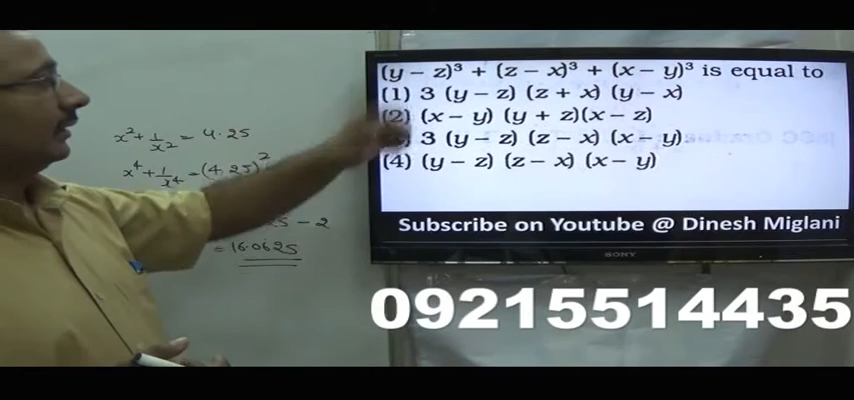 (y − z)³ + (z − x)³ + (x − y)³ is equal to
(1) 3 (y − z) (z + x) (y − x)
(2) (x − y) (y + z)(x − z)
3 (y − z) (z − x) (x − y)
(4) (y − z) (z − x) (x − y)
Subscribe on Youtube @ Dinesh Miglani
SONY
09215514435
x² + 1/x² = 4.25
x⁴ + 1/x⁴ = (4.25)²
− 2
= 16.0625